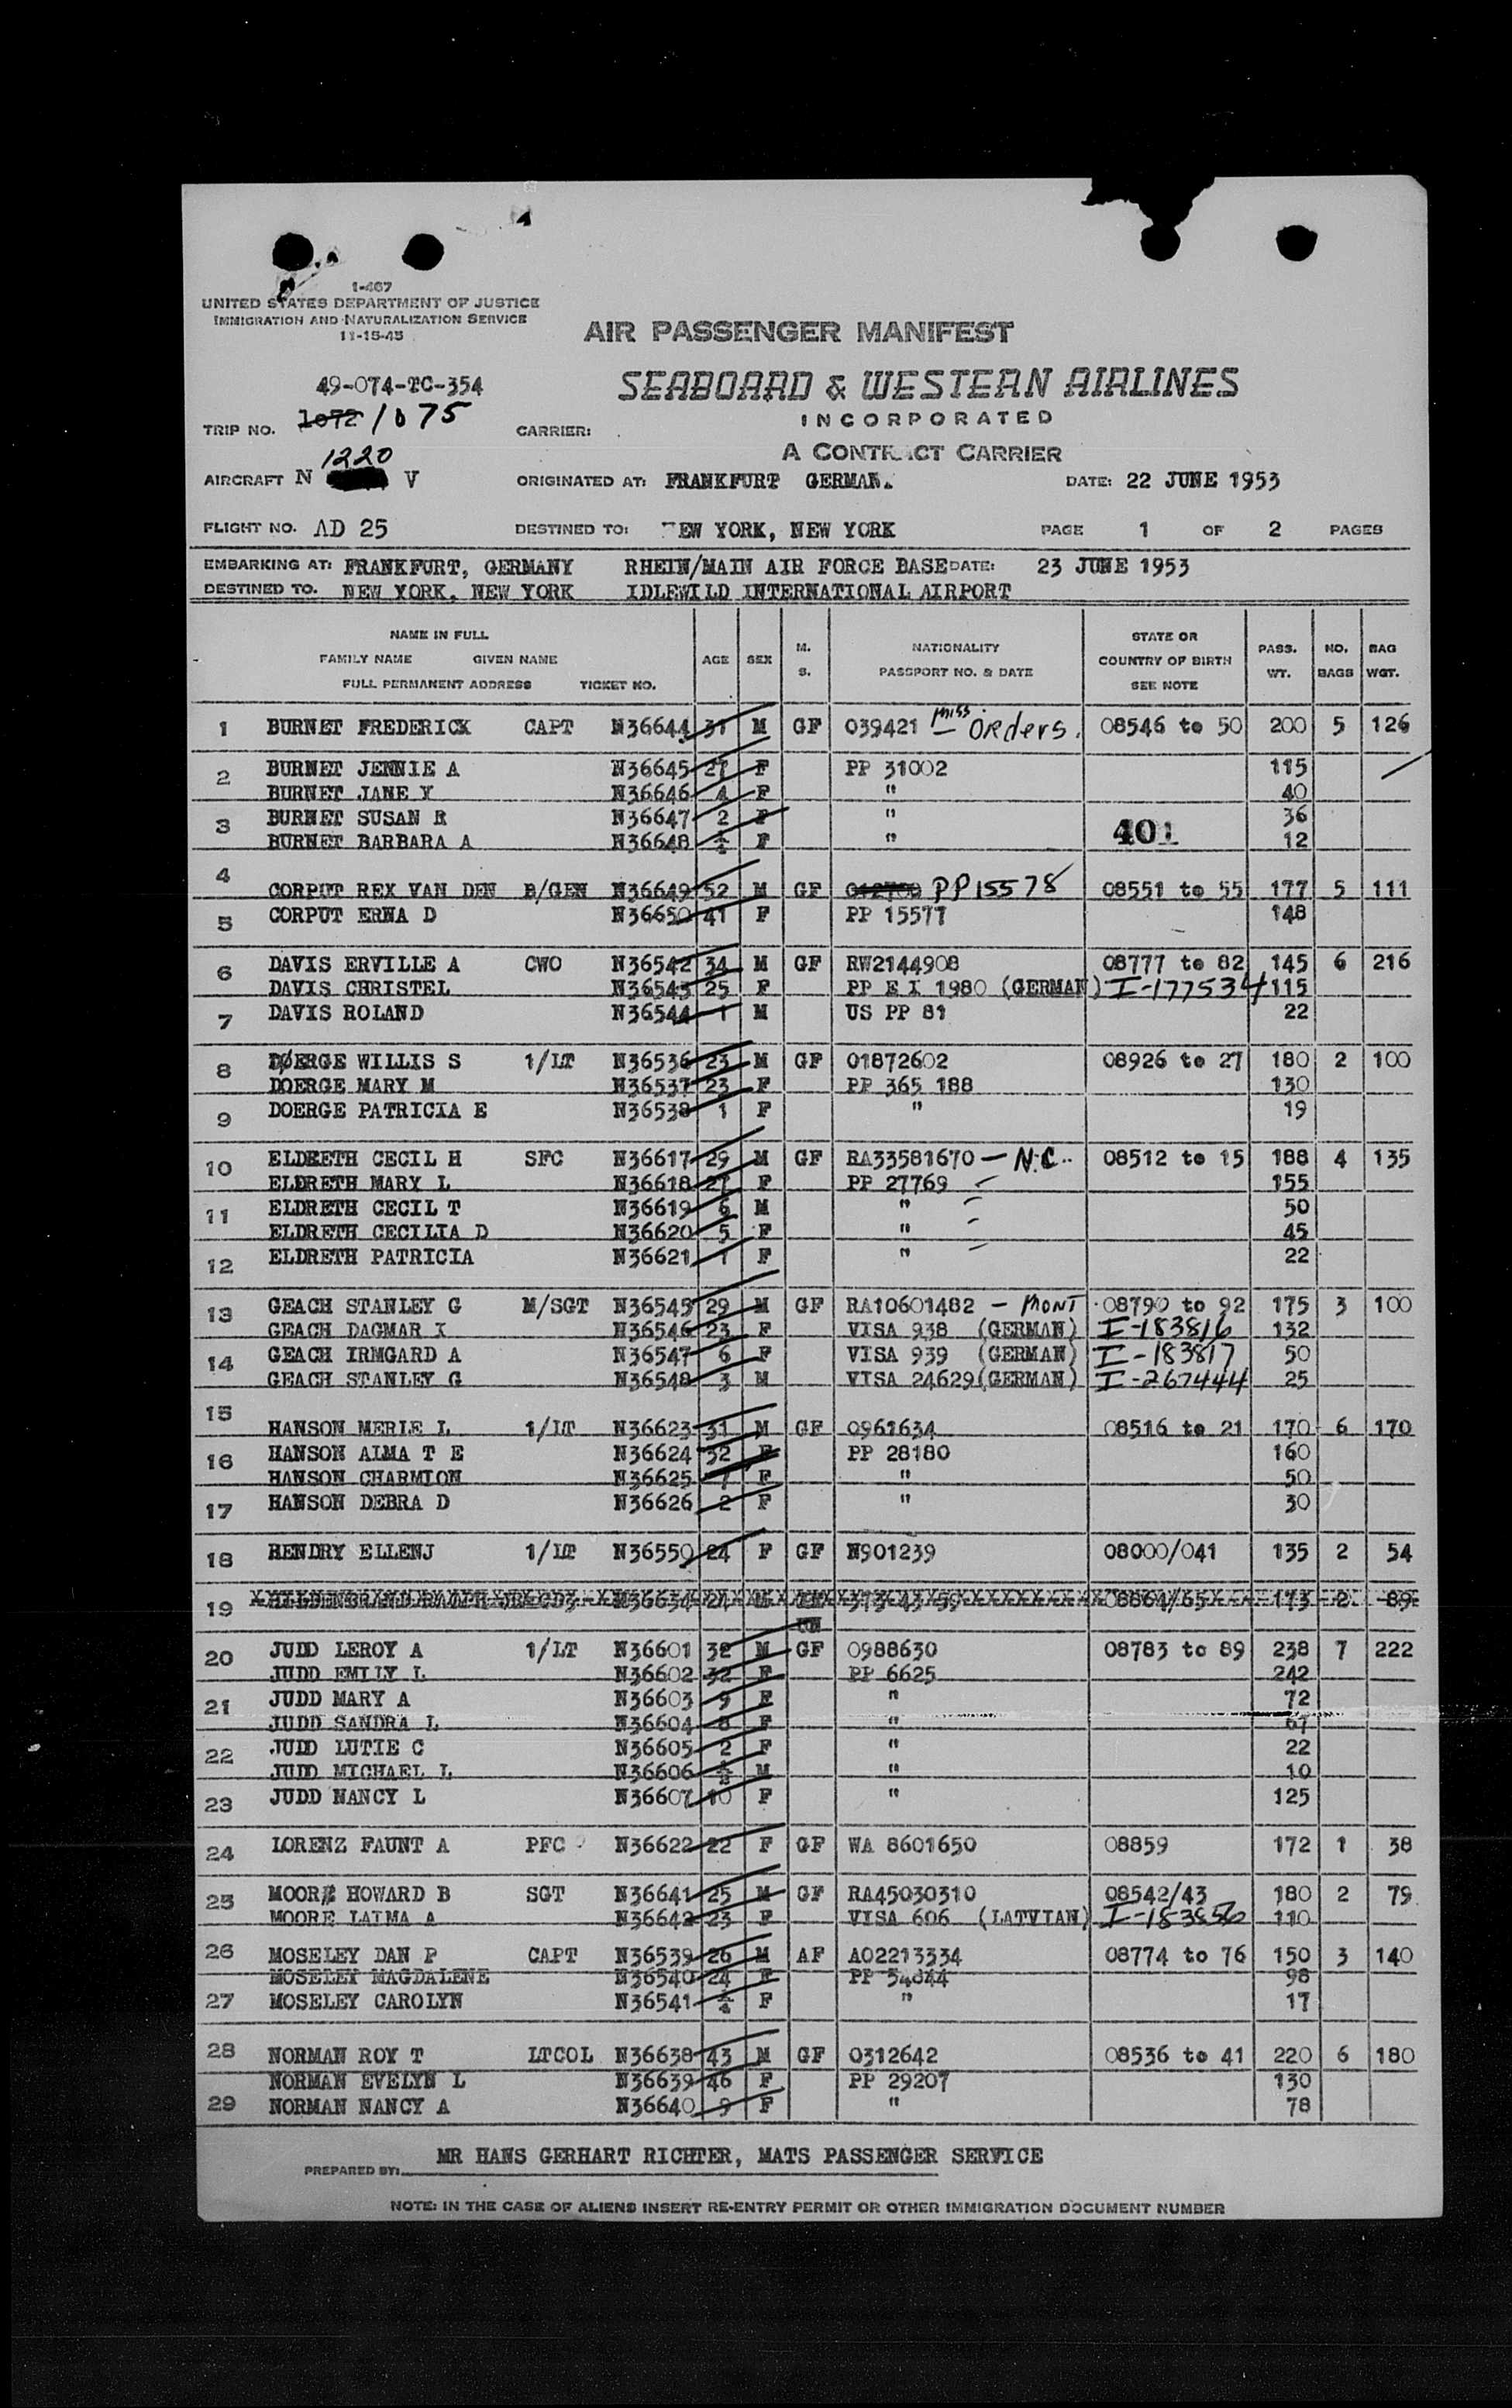 1-467
UNITED STATES DEPARTMENT OF JUSTICE
IMMIGRATION AND NATURALIZATION SERVICE
11-15-45
AIR PASSENGER MANIFEST
49-074-TC-354
SEABOARD & WESTERN AIRLINES
INCORPORATED
TRIP NO. 1072 1075 CARRIER:
A CONTRACT CARRIER
1220
AIRCRAFT N V ORIGINATED AT: FRANKFURT GERMAN. DATE: 22 JUNE 1953
FLIGHT NO. AD 25 DESTINED TO: NEW YORK, NEW YORK PAGE 1 OF 2 PAGES
EMBARKING AT: FRANKFURT, GERMANY RHEIN/MAIN AIR FORCE BASE DATE: 23 JUNE 1953
DESTINED TO. NEW YORK, NEW YORK IDLEWILD INTERNATIONAL AIRPORT
NAME IN FULL FAMILY NAME GIVEN NAME FULL PERMANENT ADDRESS TICKET NO. AGE SEX M. S. NATIONALITY PASSPORT NO. & DATE STATE OR COUNTRY OF BIRTH SEE NOTE PASS. WT. NO. BAGS BAG WGT.
1 BURNET FREDERICK CAPT N36644 31 M GF 039421 — Miss. Orders. 08546 to 50 200 5 126
2 BURNET JENNIE A N36645 27 F PP 31002 115
BURNET JANE Y N36646 4 F " 40
3 BURNET SUSAN R N36647 2 F " 36
BURNET BARBARA A N36648 F " 401 12
4 CORPUT REX VAN DEN B/GEN N36649 52 M GF PP 15578 08551 to 55 177 5 111
5 CORPUT ERNA D N36650 41 F PP 15577 148
6 DAVIS ERVILLE A CWO N36542 34 M GF RW2144908 08777 to 82 145 6 216
DAVIS CHRISTEL N36543 25 F PP E I 1980 (GERMAN) I-177534 115
7 DAVIS ROLAND N36544 1 M US PP 81 22
8 DOERGE WILLIS S 1/LT N36536 23 M GF 01872602 08926 to 27 180 2 100
DOERGE MARY M N36537 23 F PP 365 188 130
9 DOERGE PATRICIA E N36538 1 F " 19
10 ELDRETH CECIL H SFC N36617 29 M GF RA33581670 — N.C. 08512 to 15 188 4 135
ELDRETH MARY L N36618 27 F PP 27769 155
11 ELDRETH CECIL T N36619 6 M " 50
ELDRETH CECILIA D N36620 5 F " 45
12 ELDRETH PATRICIA N36621 1 F " 22
13 GEACH STANLEY G M/SGT N36545 29 M GF RA10601482 — MONT 08790 to 92 175 3 100
GEACH DAGMAR I N36546 23 F VISA 938 (GERMAN) I-183816 132
14 GEACH IRMGARD A N36547 6 F VISA 939 (GERMAN) I-183817 50
GEACH STANLEY G N36548 3 M VISA 24629 (GERMAN) I-267444 25
15 HANSON MERLE L 1/LT N36623 31 M GF 0961634 08516 to 21 170 6 170
16 HANSON ALMA T E N36624 32 F PP 28180 160
HANSON CHARMION N36625 7 F " 50
17 HANSON DEBRA D N36626 2 F " 30
18 HENDRY ELLENJ 1/LT N36550 24 F GF N901239 08000/041 135 2 54
19 N36634 21 M 08864/65 173 2 89
20 JUDD LEROY A 1/LT N36601 32 M GF 0988630 08783 to 89 238 7 222
JUDD EMILY L N36602 32 F PP 6625 242
21 JUDD MARY A N36603 9 F " 72
JUDD SANDRA L N36604 8 F " 67
22 JUDD LUTIE C N36605 2 F " 22
JUDD MICHAEL L N36606 M " 10
23 JUDD NANCY L N36607 10 F " 125
24 LORENZ FAUNT A PFC N36622 22 F GF WA 8601650 08859 172 1 38
25 MOORE HOWARD B SGT N36641 25 M GF RA45030310 08542/43 180 2 79
MOORE LAIMA A N36642 23 F VISA 606 (LATVIAN) I-183856 110
26 MOSELEY DAN P CAPT N36539 26 M AF AO2213334 08774 to 76 150 3 140
MOSELEY MAGDALENE N36540 24 F PP 54844 98
27 MOSELEY CAROLYN N36541 F " 17
28 NORMAN ROY T LTCOL N36638 43 M GF 0312642 08536 to 41 220 6 180
NORMAN EVELYN L N36639 46 F PP 29207 130
29 NORMAN NANCY A N36640 9 F " 78
PREPARED BY: MR HANS GERHART RICHTER, MATS PASSENGER SERVICE
NOTE: IN THE CASE OF ALIENS INSERT RE-ENTRY PERMIT OR OTHER IMMIGRATION DOCUMENT NUMBER